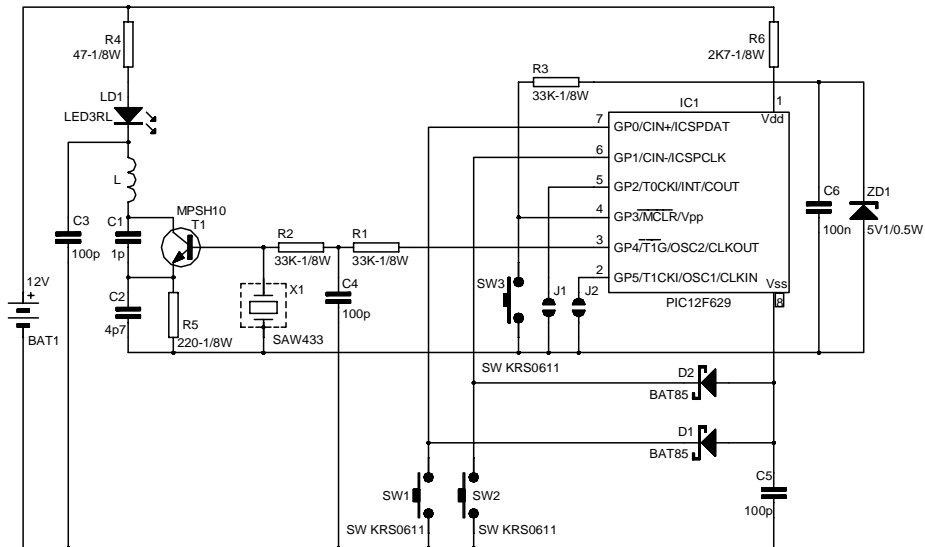 R4
47-1/8W
R6
2K7-1/8W
R3
33K-1/8W
LD1
LED3RL
IC1
1
Vdd
7
GP0/CIN+/ICSPDAT
6
GP1/CIN-/ICSPCLK
5
GP2/T0CKI/INT/COUT
4
GP3/MCLR/Vpp
3
GP4/T1G/OSC2/CLKOUT
2
GP5/T1CKI/OSC1/CLKIN
Vss
8
PIC12F629
C6
100n
ZD1
5V1/0.5W
L
C3
100p
C1
1p
MPSH10
T1
R2
33K-1/8W
R1
33K-1/8W
12V
+
BAT1
C2
4p7
R5
220-1/8W
X1
SAW433
C4
100p
SW3
J1
J2
SW KRS0611
D2
BAT85
D1
BAT85
SW1
SW2
SW KRS0611
SW KRS0611
C5
100p